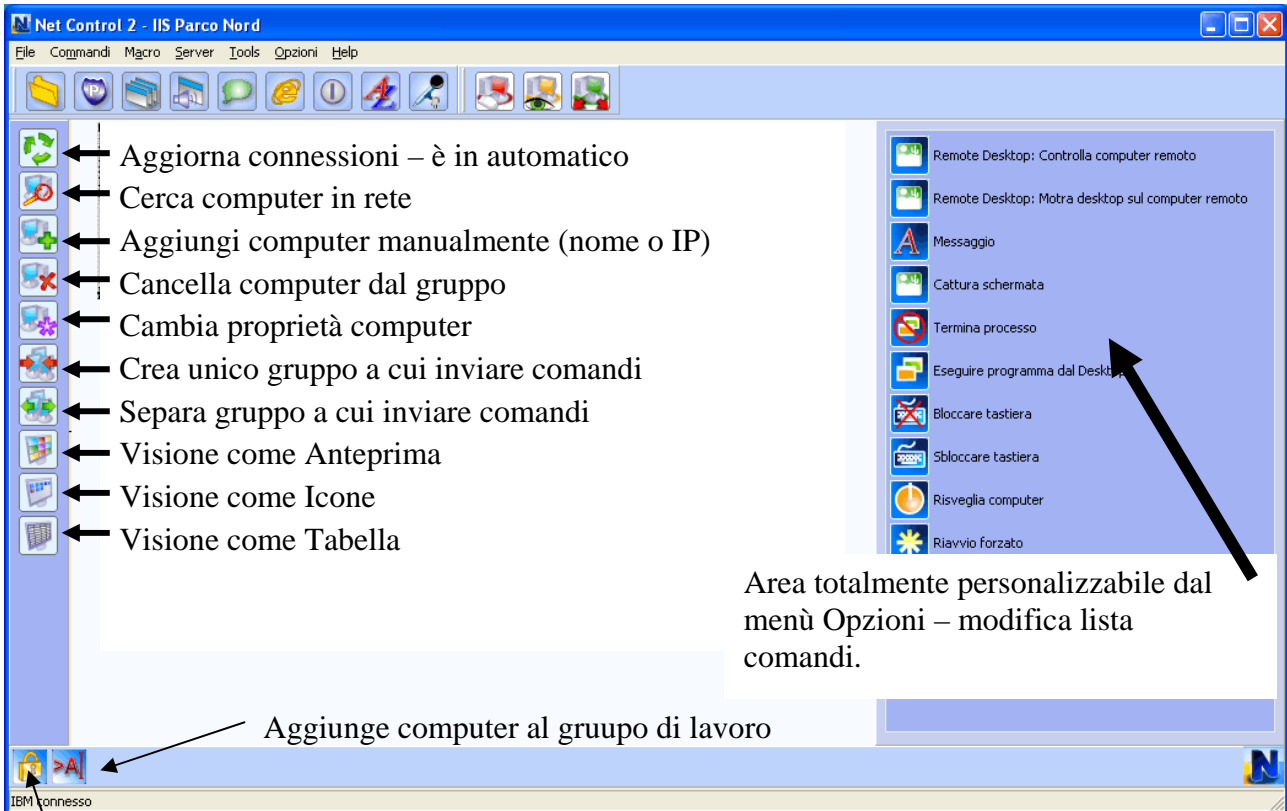 Net Control 2 - IIS Parco Nord
File Commandi Macro Server Tools Opzioni Help
Aggiorna connessioni – è in automatico
Cerca computer in rete
Aggiungi computer manualmente (nome o IP)
Cancella computer dal gruppo
Cambia proprietà computer
Crea unico gruppo a cui inviare comandi
Separa gruppo a cui inviare comandi
Visione come Anteprima
Visione come Icone
Visione come Tabella
Remote Desktop: Controlla computer remoto
Remote Desktop: Motra desktop sul computer remoto
Messaggio
Cattura schermata
Termina processo
Eseguire programma dal Desktop
Bloccare tastiera
Sbloccare tastiera
Risveglia computer
Riavvio forzato
Area totalmente personalizzabile dal
menù Opzioni – modifica lista
comandi.
Aggiunge computer al gruupo di lavoro
>A
N
IBM connesso